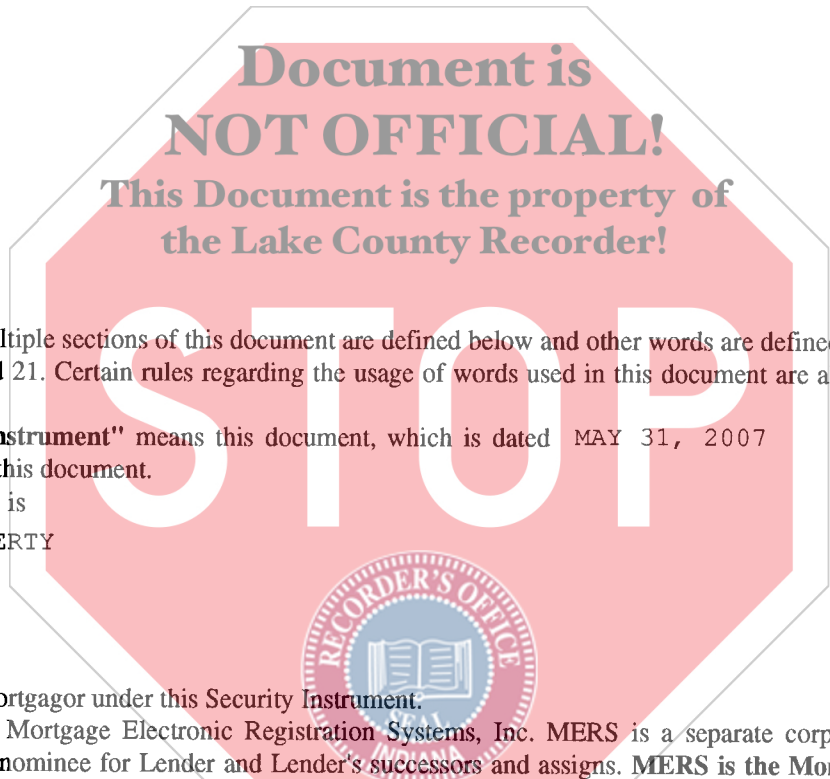 Document is
NOT OFFICIAL!
This Document is the property of
the Lake County Recorder!
STOP
ltiple sections of this document are defined below and other words are defined
21. Certain rules regarding the usage of words used in this document are a
nstrument" means this document, which is dated MAY 31, 2007
this document.
is
ERTY
RECORDER'S OFFICE
ortgagor under this Security Instrument.
SEAL
Mortgage Electronic Registration Systems, Inc. MERS is a separate corp
INDIANA
nominee for Lender and Lender's successors and assigns. MERS is the Mor